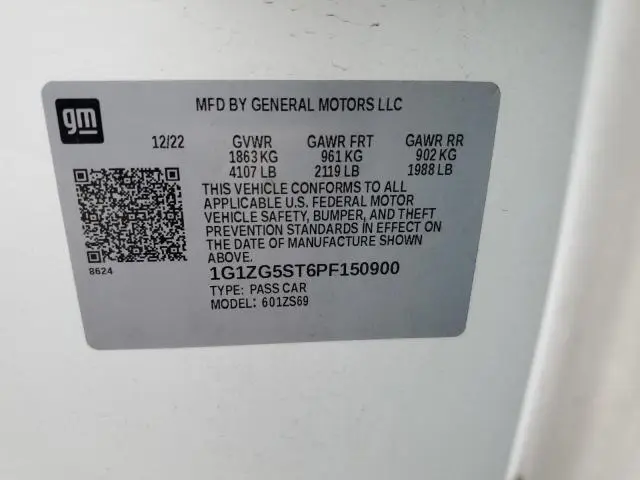 gm
MFD BY GENERAL MOTORS LLC
12/22 GVWR GAWR FRT GAWR RR
1863 KG 961 KG 902 KG
4107 LB 2119 LB 1988 LB
THIS VEHICLE CONFORMS TO ALL
APPLICABLE U.S. FEDERAL MOTOR
VEHICLE SAFETY, BUMPER, AND THEFT
PREVENTION STANDARDS IN EFFECT ON
THE DATE OF MANUFACTURE SHOWN
ABOVE.
8624
1G1ZG5ST6PF150900
TYPE: PASS CAR
MODEL: 601ZS69